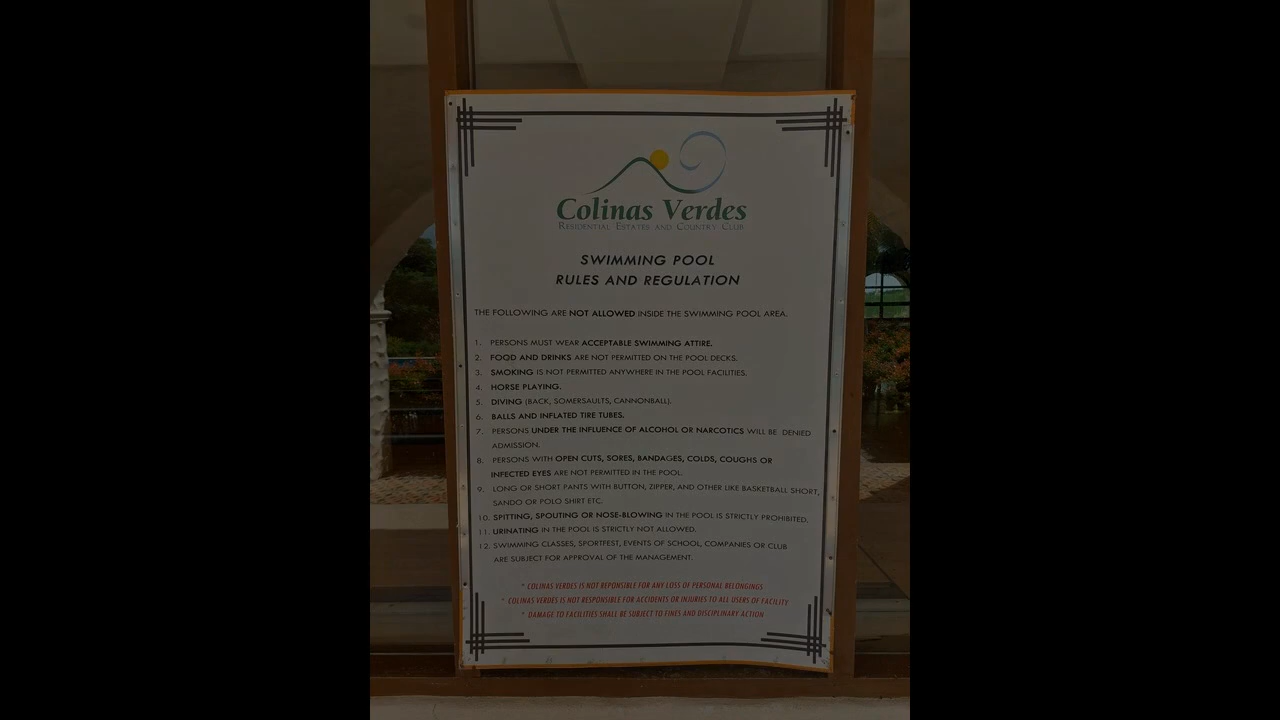 Colinas Verdes
RESIDENTIAL ESTATES AND COUNTRY CLUB
SWIMMING POOL
RULES AND REGULATION
THE FOLLOWING ARE NOT ALLOWED INSIDE THE SWIMMING POOL AREA.
1. PERSONS MUST WEAR ACCEPTABLE SWIMMING ATTIRE.
2. FOOD AND DRINKS ARE NOT PERMITTED ON THE POOL DECKS.
3. SMOKING IS NOT PERMITTED ANYWHERE IN THE POOL FACILITIES.
4. HORSE PLAYING.
5. DIVING (BACK, SOMERSAULTS, CANNONBALL).
6. BALLS AND INFLATED TIRE TUBES.
7. PERSONS UNDER THE INFLUENCE OF ALCOHOL OR NARCOTICS WILL BE DENIED
ADMISSION.
8. PERSONS WITH OPEN CUTS, SORES, BANDAGES, COLDS, COUGHS OR
INFECTED EYES ARE NOT PERMITTED IN THE POOL.
9. LONG OR SHORT PANTS WITH BUTTON, ZIPPER, AND OTHER LIKE BASKETBALL SHORT,
SANDO OR POLO SHIRT ETC.
10. SPITTING, SPOUTING OR NOSE-BLOWING IN THE POOL IS STRICTLY PROHIBITED.
11. URINATING IN THE POOL IS STRICTLY NOT ALLOWED.
12. SWIMMING CLASSES, SPORTFEST, EVENTS OF SCHOOL, COMPANIES OR CLUB
ARE SUBJECT FOR APPROVAL OF THE MANAGEMENT.
* COLINAS VERDES IS NOT REPONSIBLE FOR ANY LOSS OF PERSONAL BELONGINGS
* COLINAS VERDES IS NOT RESPONSIBLE FOR ACCIDENTS OR INJURIES TO ALL USERS OF FACILITY
* DAMAGE TO FACILITIES SHALL BE SUBJECT TO FINES AND DISCIPLINARY ACTION